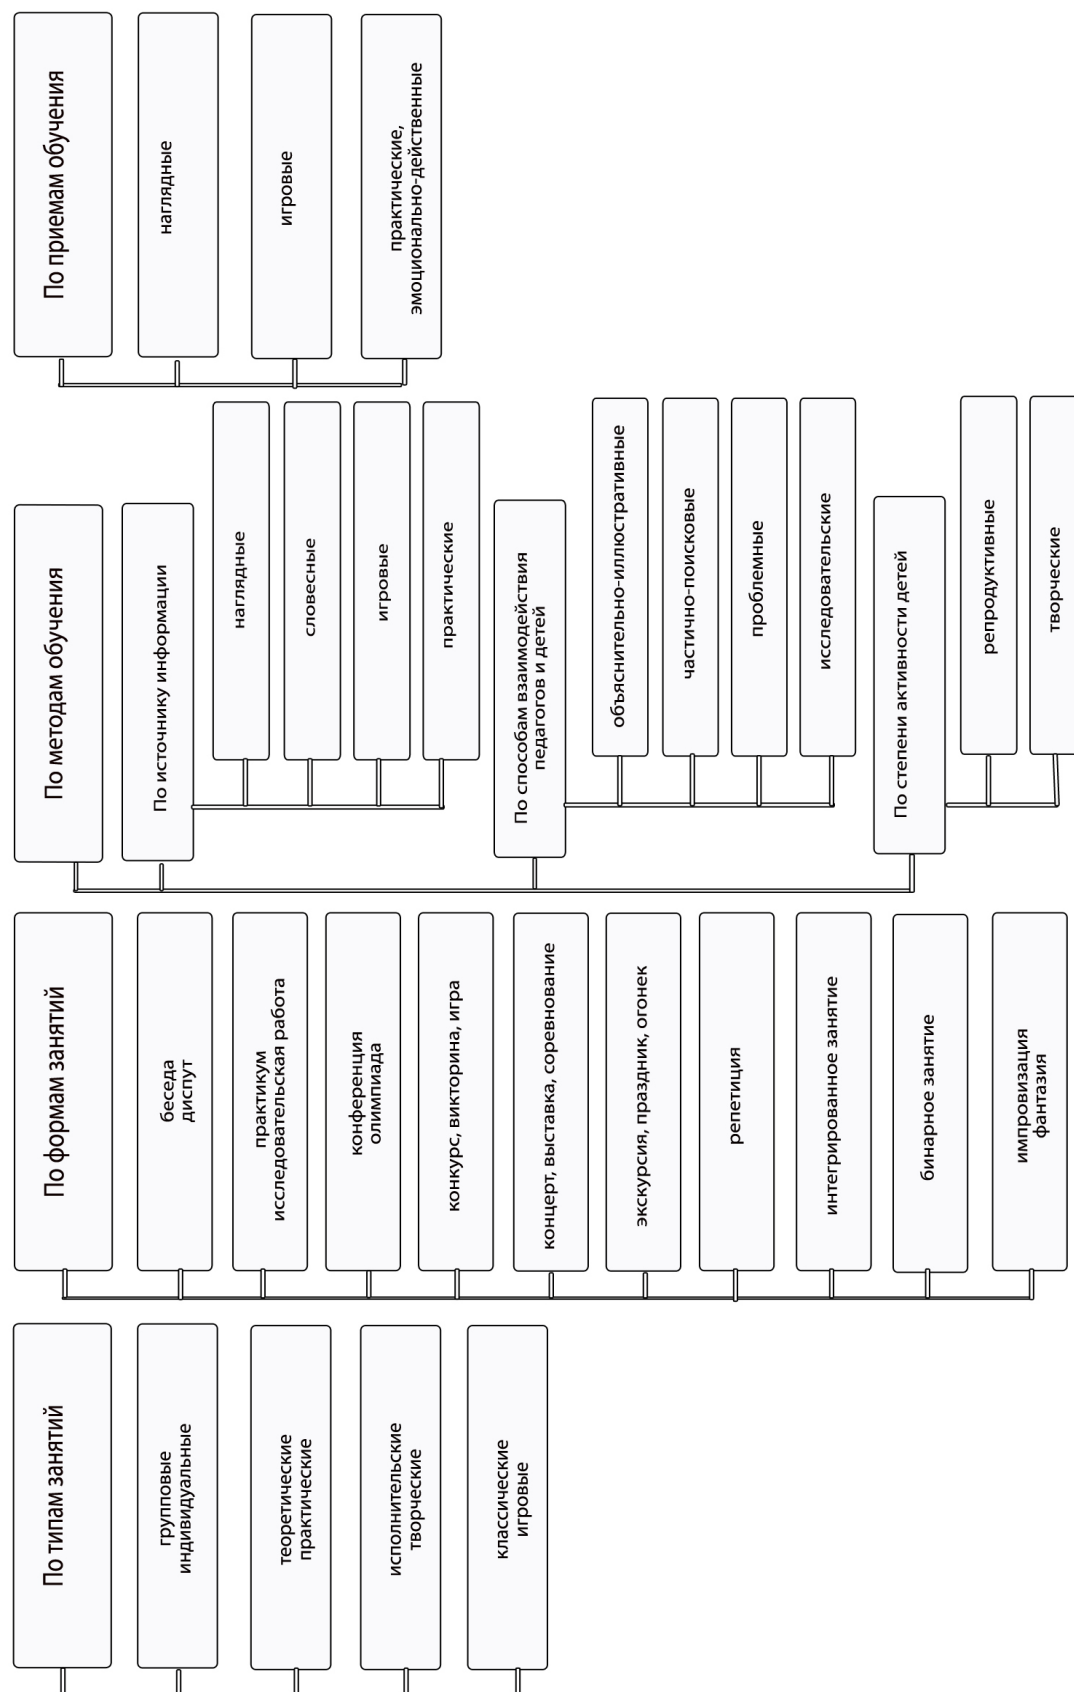 По типам занятий
групповые
индивидуальные
теоретические
практические
исполнительские
творческие
классические
игровые
По формам занятий
беседа
диспут
практикум
исследовательская работа
конференция
олимпиада
конкурс, викторина, игра
концерт, выставка, соревнование
экскурсия, праздник, огонек
репетиция
интегрированное занятие
бинарное занятие
импровизация
фантазия
По методам обучения
По источнику информации
наглядные
словесные
игровые
практические
По способам взаимодействия
педагогов и детей
объяснительно-иллюстративные
частично-поисковые
проблемные
исследовательские
По степени активности детей
репродуктивные
творческие
По приемам обучения
наглядные
игровые
практические,
эмоционально-действенные